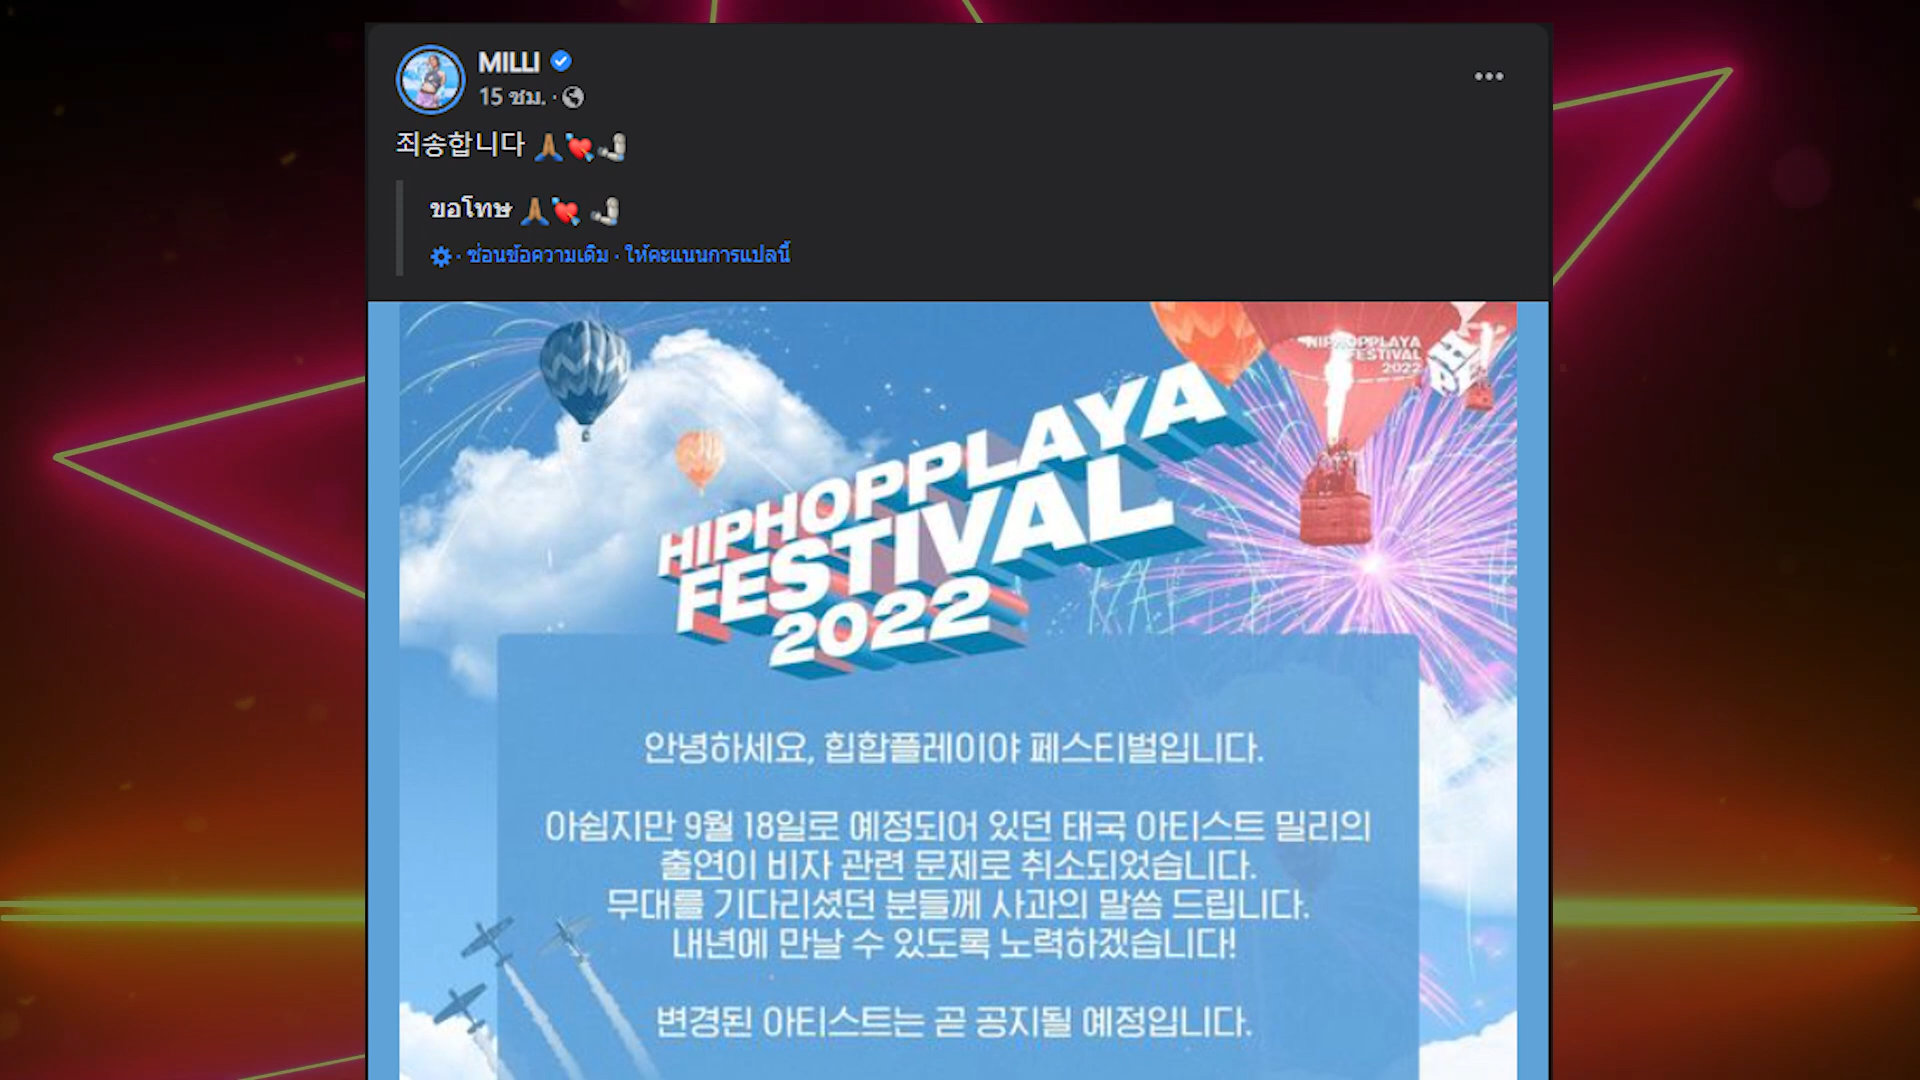 MILLI
15 ชม. ·
죄송합니다 🙏🏽💘🦾
ขอโทษ 🙏🏽💘🦾
· ซ่อนข้อความเดิม · ให้คะแนนการแปลนี้
HIPHOPPLAYA
FESTIVAL
2022
HIPHOPPLAYA
FESTIVAL
2022
안녕하세요, 힙합플레이야 페스티벌입니다.
아쉽지만 9월 18일로 예정되어 있던 태국 아티스트 밀리의
출연이 비자 관련 문제로 취소되었습니다.
무대를 기다리셨던 분들께 사과의 말씀 드립니다.
내년에 만날 수 있도록 노력하겠습니다!
변경된 아티스트는 곧 공지될 예정입니다.